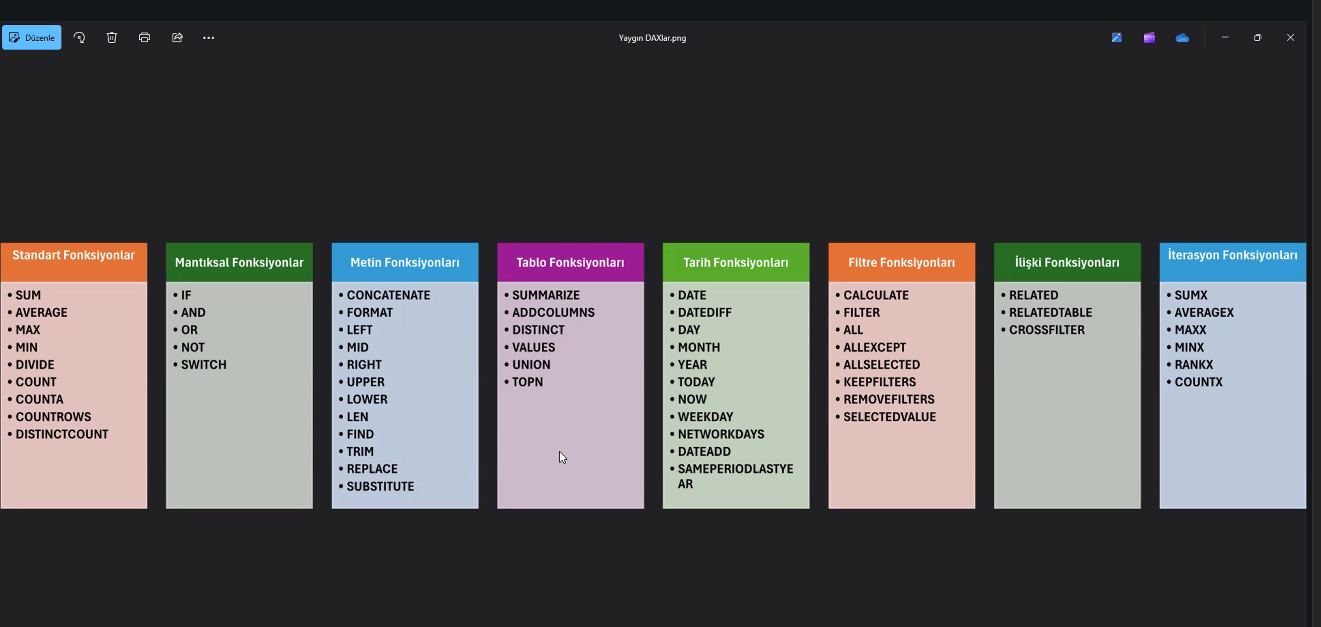 Düzenle
Yaygın DAXlar.png
Standart Fonksiyonlar
• SUM
• AVERAGE
• MAX
• MIN
• DIVIDE
• COUNT
• COUNTA
• COUNTROWS
• DISTINCTCOUNT
Mantıksal Fonksiyonlar
• IF
• AND
• OR
• NOT
• SWITCH
Metin Fonksiyonları
• CONCATENATE
• FORMAT
• LEFT
• MID
• RIGHT
• UPPER
• LOWER
• LEN
• FIND
• TRIM
• REPLACE
• SUBSTITUTE
Tablo Fonksiyonları
• SUMMARIZE
• ADDCOLUMNS
• DISTINCT
• VALUES
• UNION
• TOPN
Tarih Fonksiyonları
• DATE
• DATEDIFF
• DAY
• MONTH
• YEAR
• TODAY
• NOW
• WEEKDAY
• NETWORKDAYS
• DATEADD
• SAMEPERIODLASTYE
AR
Filtre Fonksiyonları
• CALCULATE
• FILTER
• ALL
• ALLEXCEPT
• ALLSELECTED
• KEEPFILTERS
• REMOVEFILTERS
• SELECTEDVALUE
İlişki Fonksiyonları
• RELATED
• RELATEDTABLE
• CROSSFILTER
İterasyon Fonksiyonları
• SUMX
• AVERAGEX
• MAXX
• MINX
• RANKX
• COUNTX